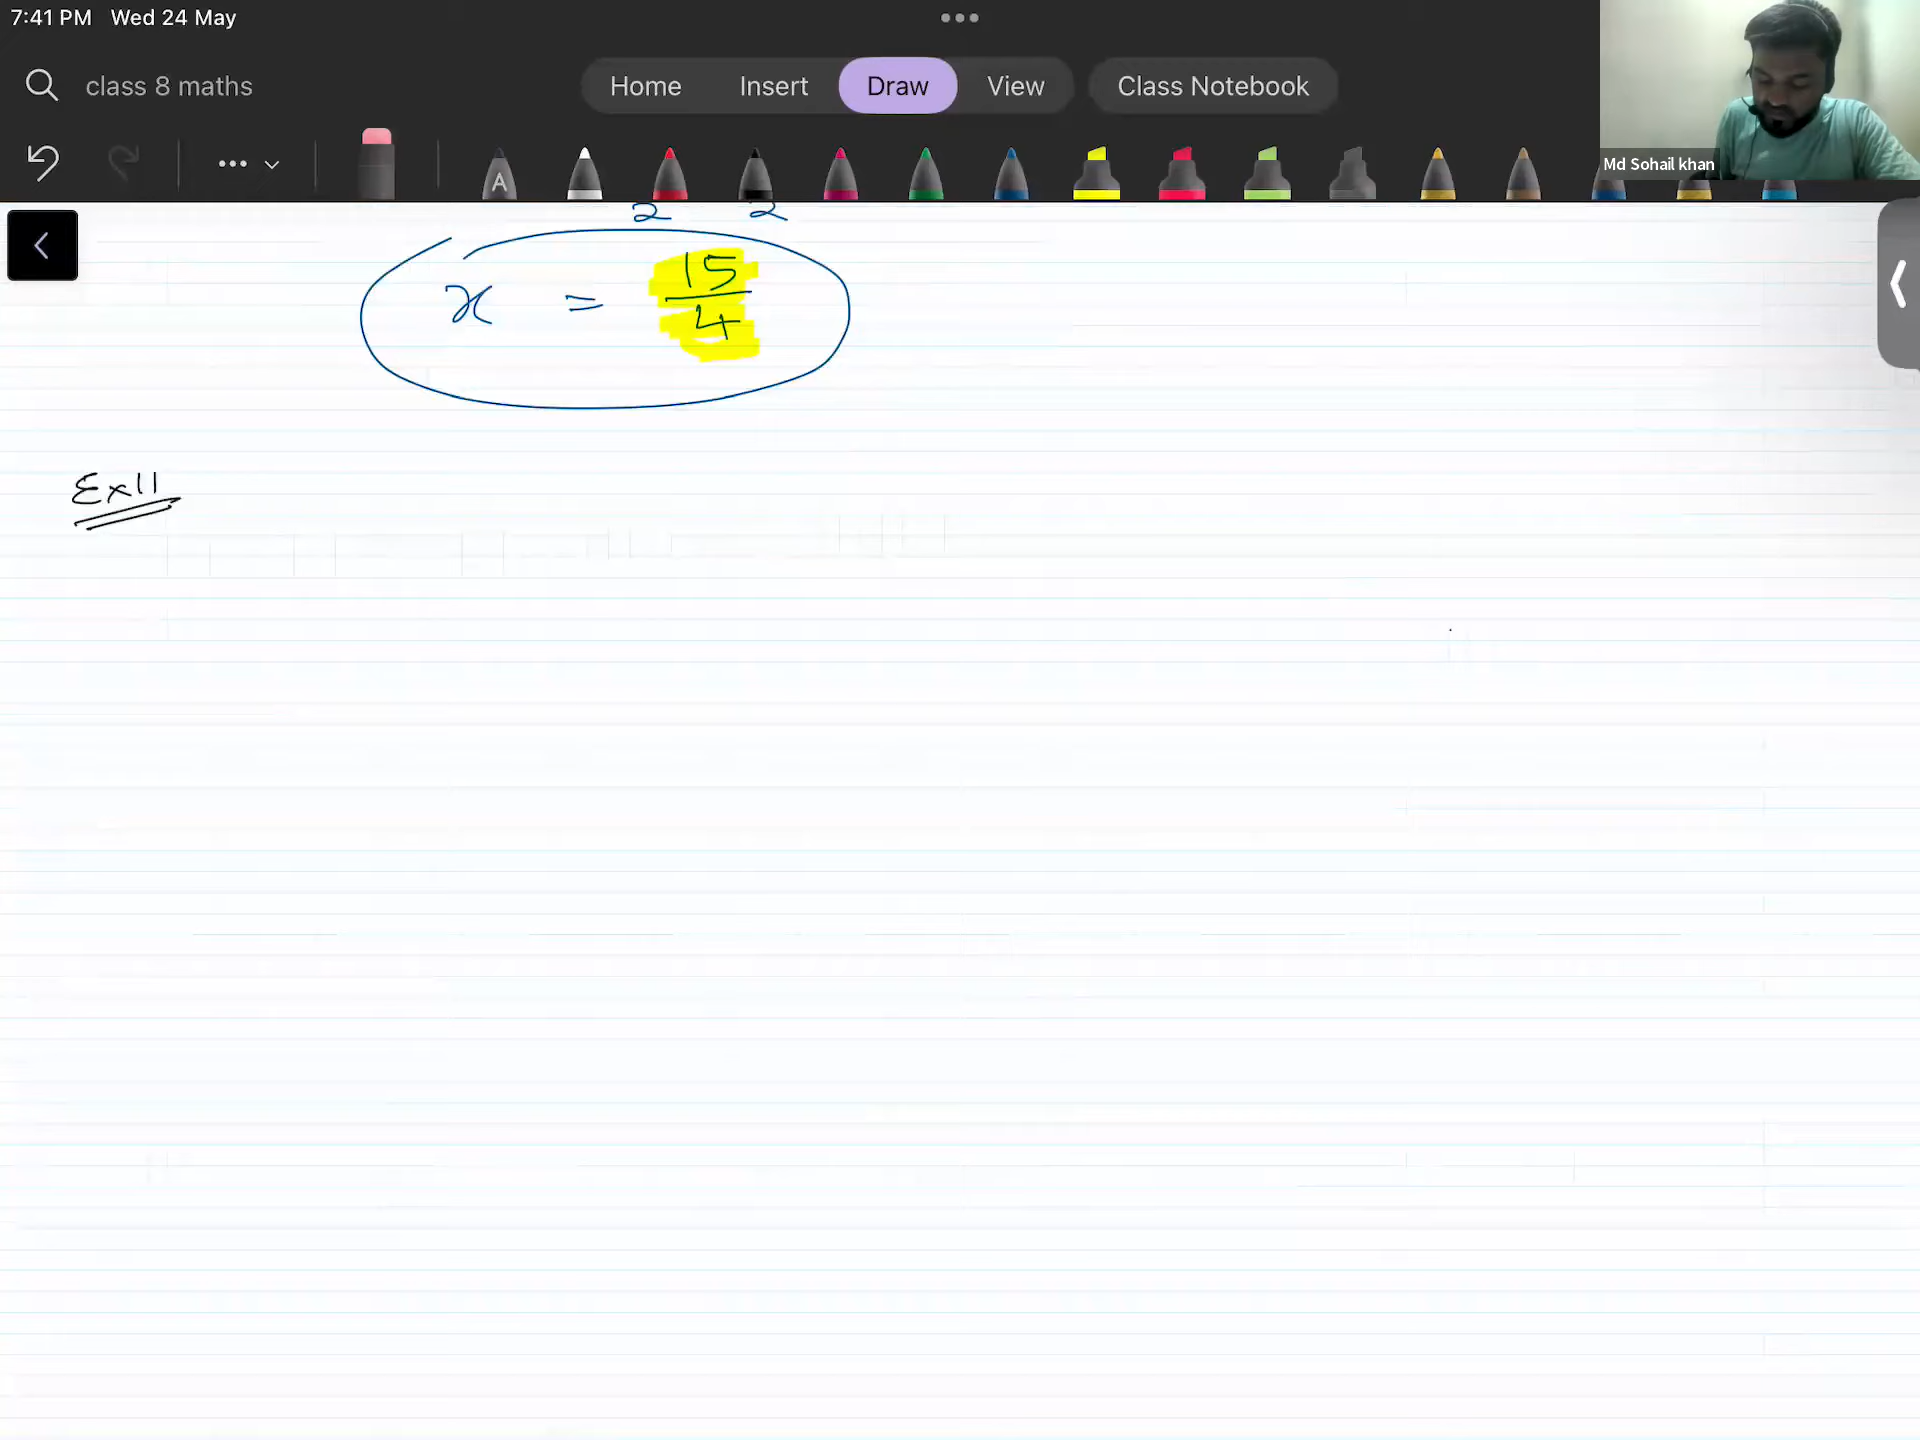 7:41 PM Wed 24 May
class 8 maths
Home Insert Draw View Class Notebook
A
Md Sohail khan
2 2
x = 15/4
Ex11